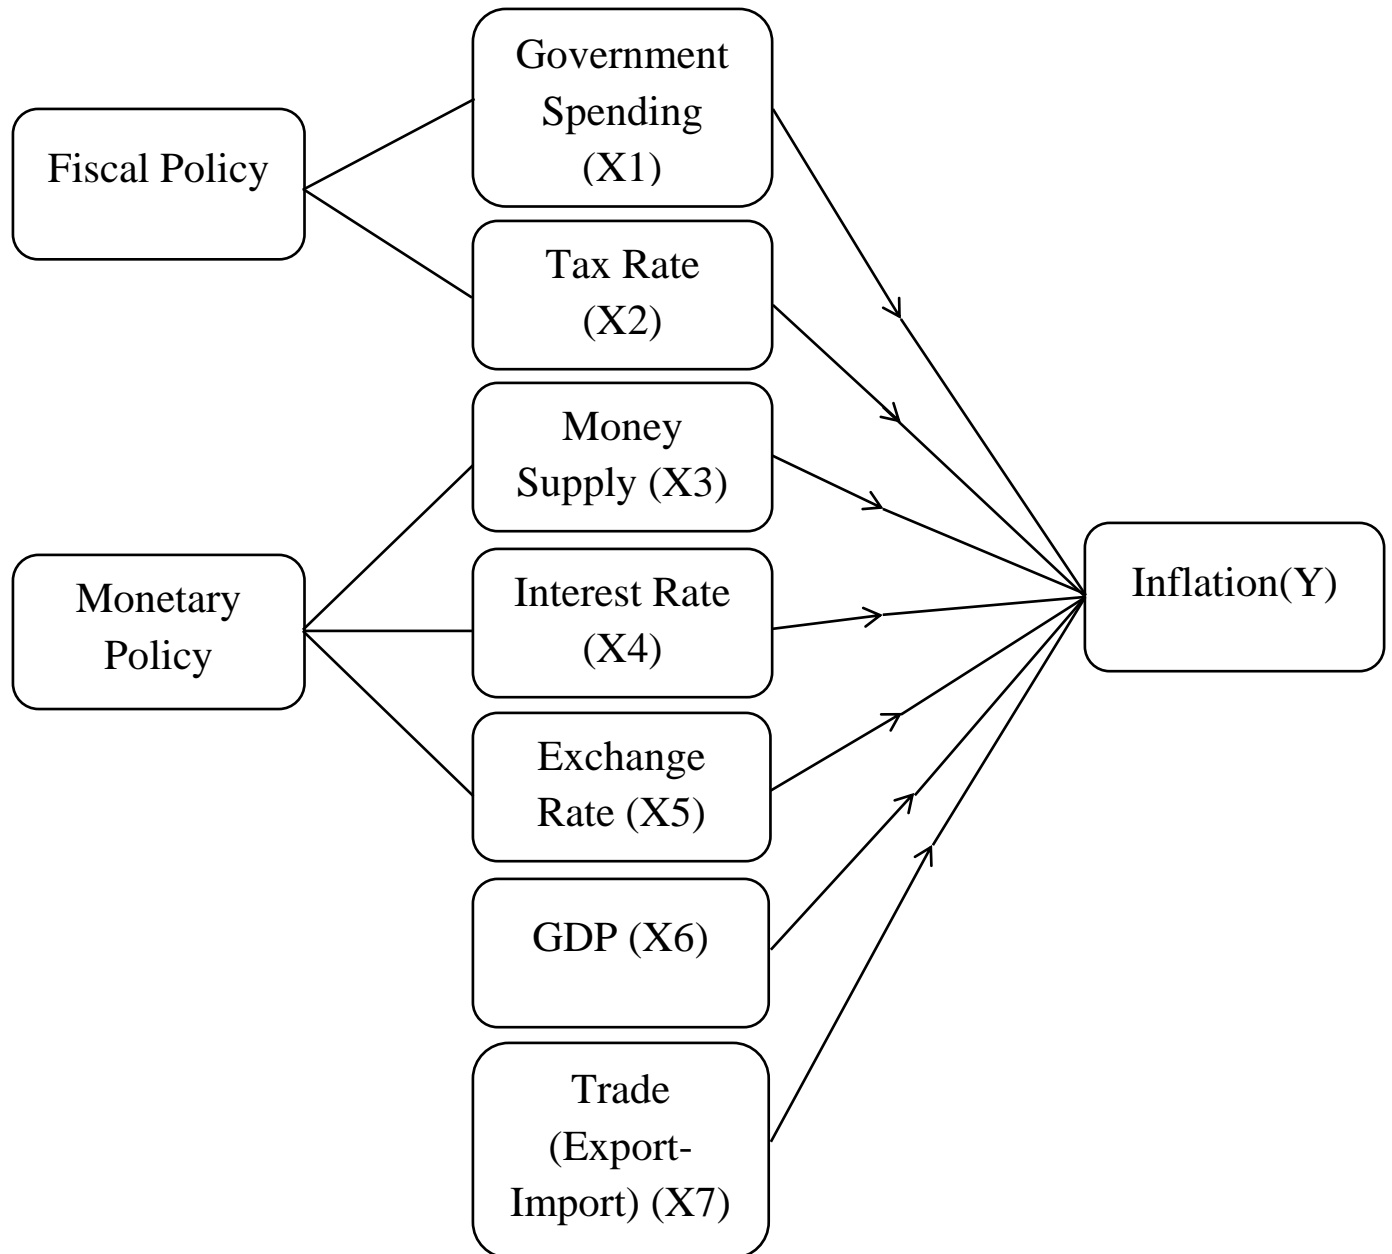 Fiscal Policy
Government
Spending
(X1)
Tax Rate
(X2)
Monetary
Policy
Money
Supply (X3)
Interest Rate
(X4)
Exchange
Rate (X5)
GDP (X6)
Trade
(Export-
Import) (X7)
Inflation(Y)